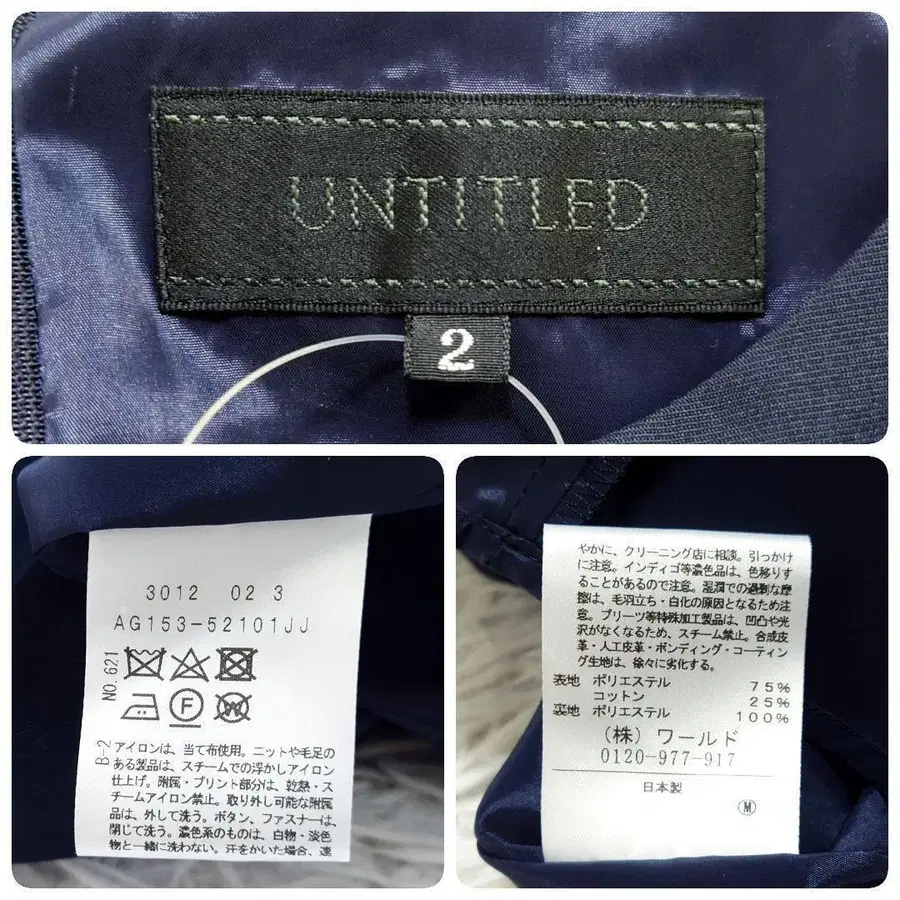 UNTITLED
2
3012 02 3
AG153-52101JJ
NO.621
F
W
B-2
アイロンは、当て布使用。ニットや毛足の
ある製品は、スチームでの浮かしアイロン
仕上げ。附属・プリント部分は、乾熱・ス
チームアイロン禁止。取り外し可能な附属
品は、外して洗う。ボタン、ファスナーは
閉じて洗う。濃色系のものは、白物・淡色
物と一緒に洗わない。汗をかいた場合、速
やかに、クリーニング店に相談。引っかけ
に注意。インディゴ等濃色品は、色移りす
ることがあるので注意。湿潤での過剰な摩
擦は、毛羽立ち・白化の原因となるため注
意。プリーツ等特殊加工製品は、凹凸や光
沢がなくなるため、スチーム禁止。合成皮
革・人工皮革・ボンディング・コーティン
グ生地は、徐々に劣化する。
表地 ポリエステル 75%
コットン 25%
裏地 ポリエステル 100%
(株) ワールド
0120-977-917
日本製
M